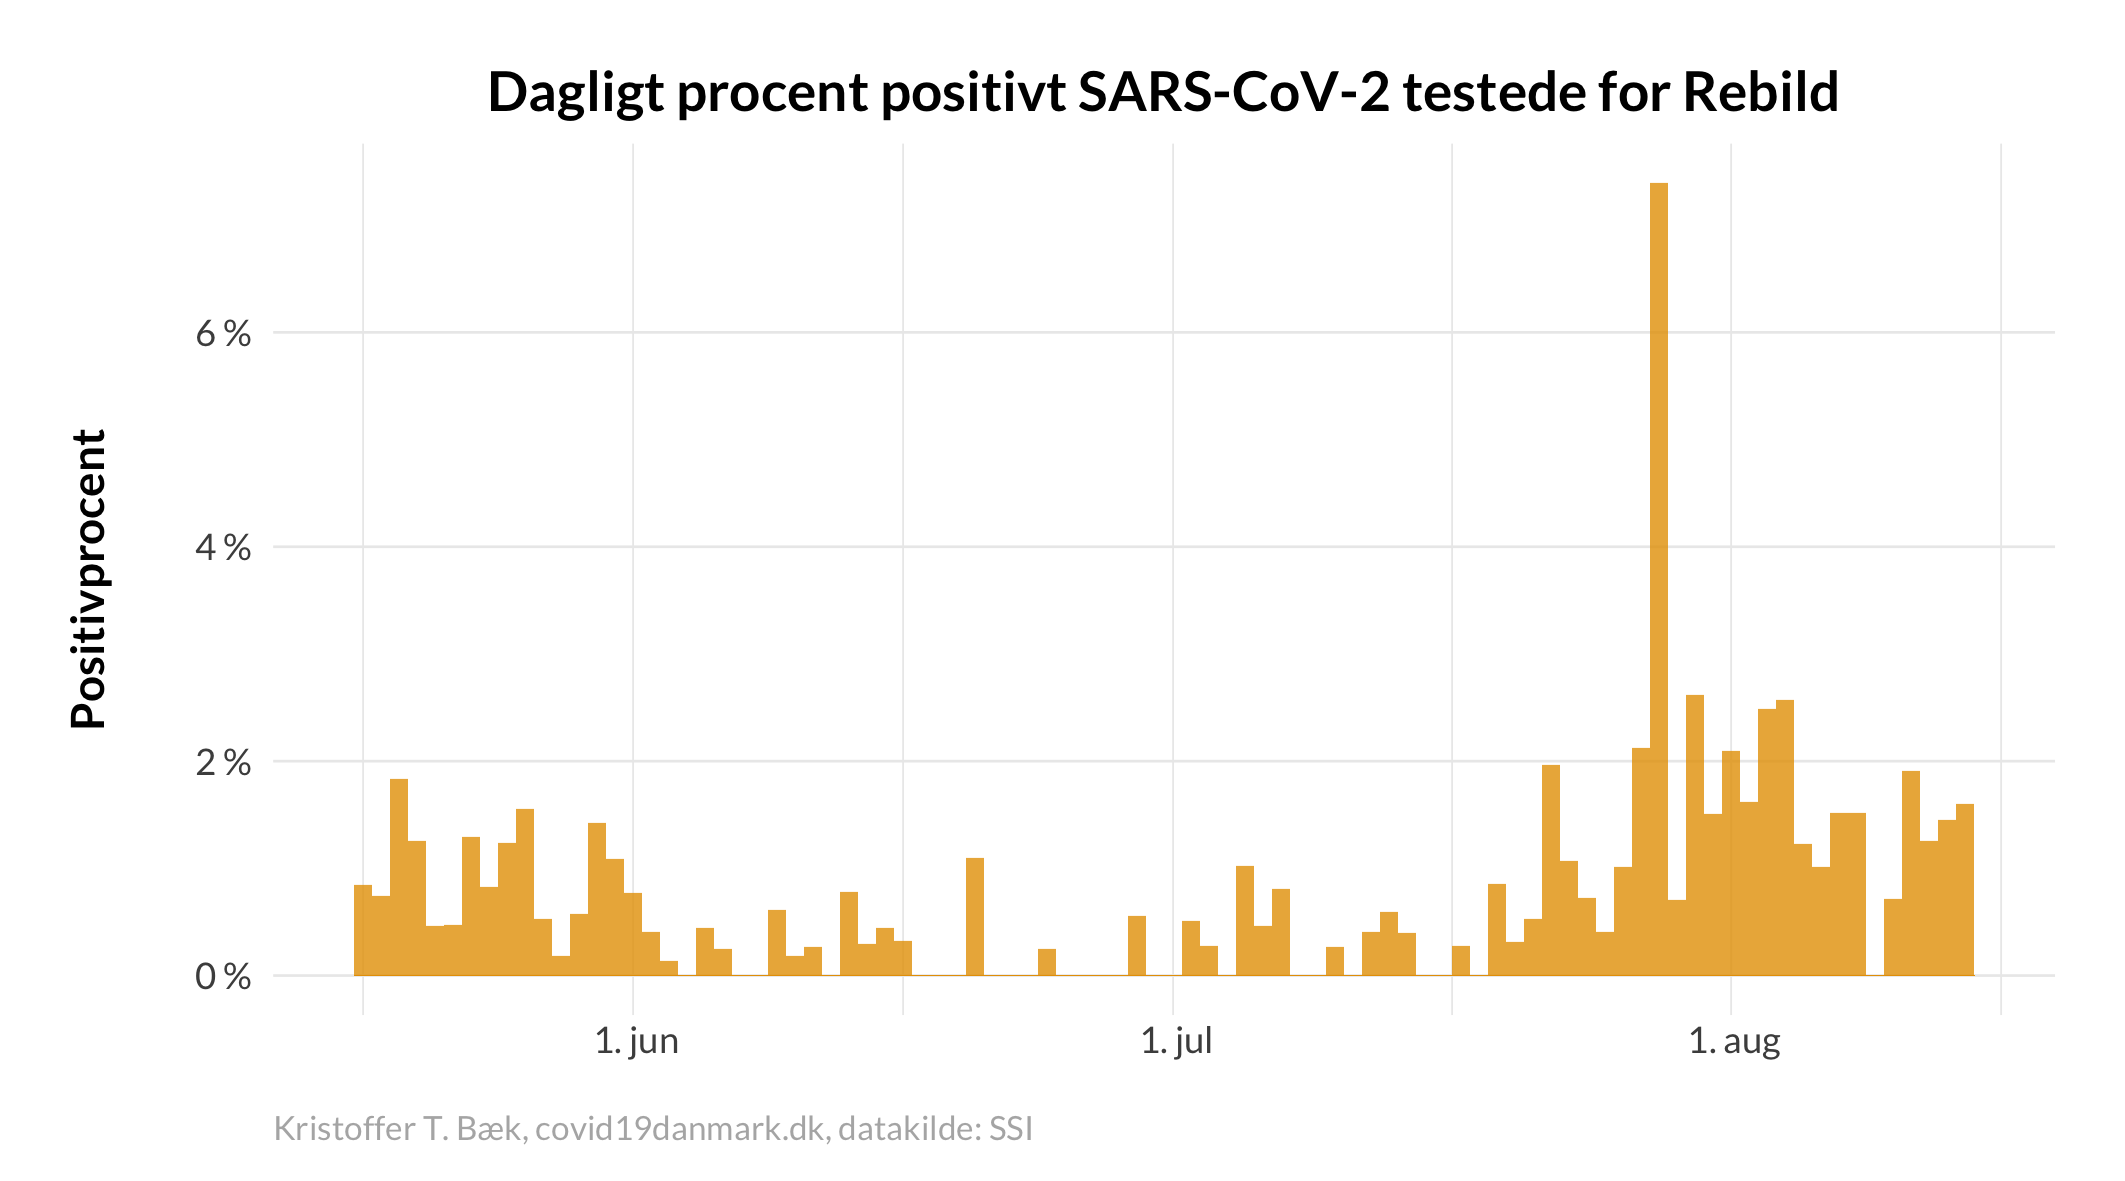 Dagligt procent positivt SARS-CoV-2 testede for Rebild
Positivprocent
6 %
4 %
2 %
0 %
1. jun
1. jul
1. aug
Kristoffer T. Bæk, covid19danmark.dk, datakilde: SSI